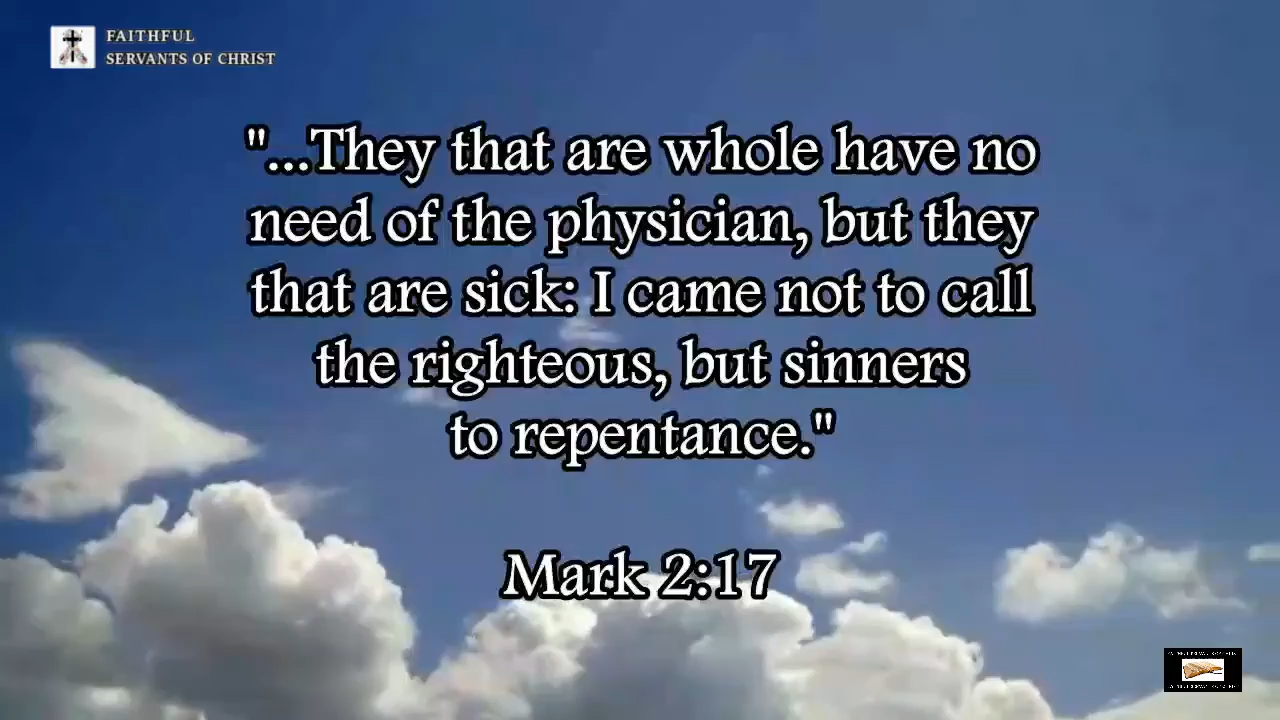 FAITHFUL
SERVANTS OF CHRIST
"...They that are whole have no
need of the physician, but they
that are sick: I came not to call
the righteous, but sinners
to repentance."
Mark 2:17